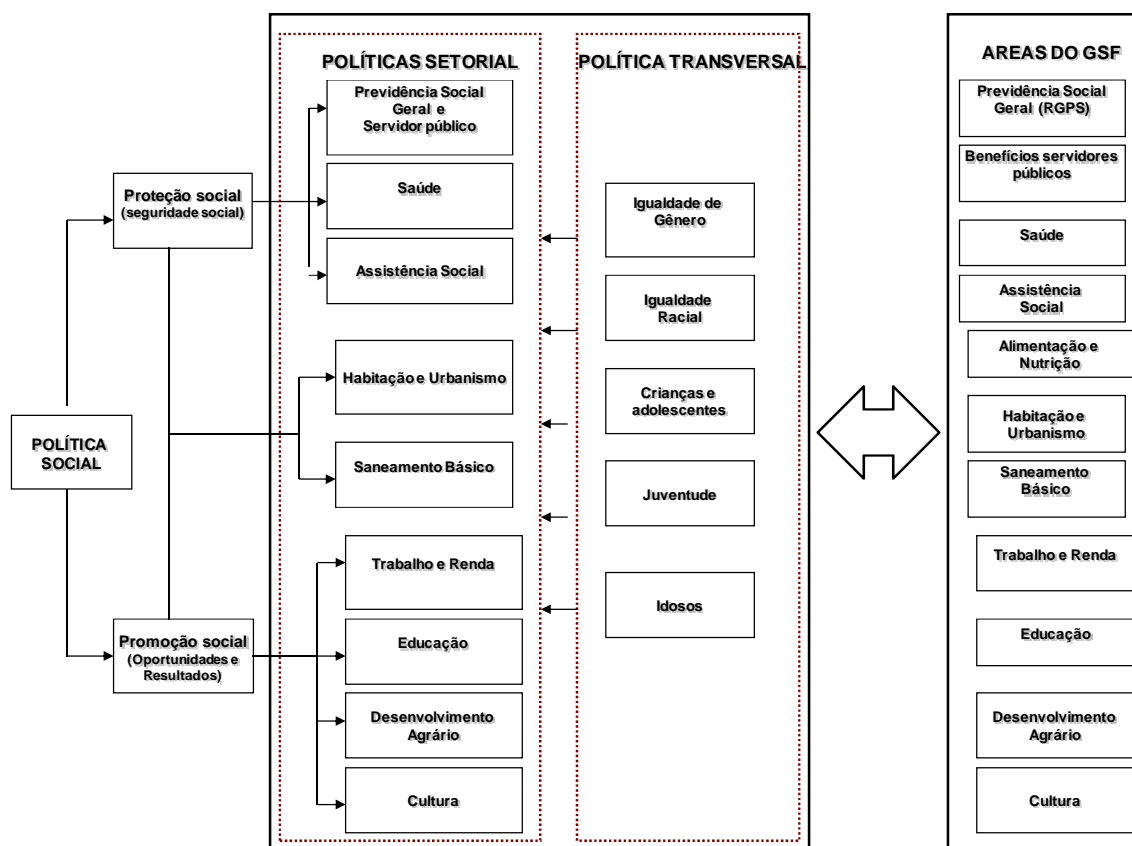 POLÍTICA
SOCIAL
Proteção social
(seguridade social)
Promoção social
(Oportunidades e
Resultados)
POLÍTICAS SETORIAL
Previdência Social
Geral e
Servidor público
Saúde
Assistência Social
Habitação e Urbanismo
Saneamento Básico
Trabalho e Renda
Educação
Desenvolvimento
Agrário
Cultura
POLÍTICA TRANSVERSAL
Igualdade de
Gênero
Igualdade
Racial
Crianças e
adolescentes
Juventude
Idosos
AREAS DO GSF
Previdência Social
Geral (RGPS)
Benefícios servidores
públicos
Saúde
Assistência
Social
Alimentação e
Nutrição
Habitação e
Urbanismo
Saneamento
Básico
Trabalho e Renda
Educação
Desenvolvimento
Agrário
Cultura